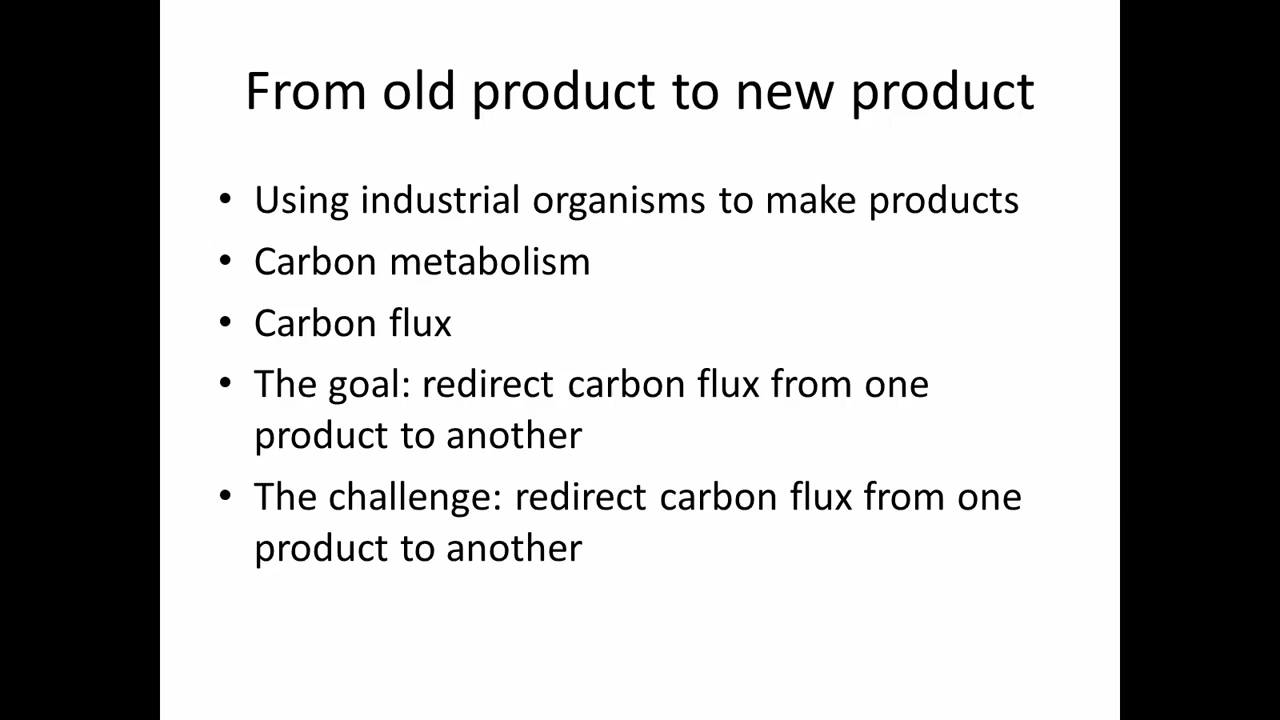 From old product to new product
• Using industrial organisms to make products
• Carbon metabolism
• Carbon flux
• The goal: redirect carbon flux from one
product to another
• The challenge: redirect carbon flux from one
product to another